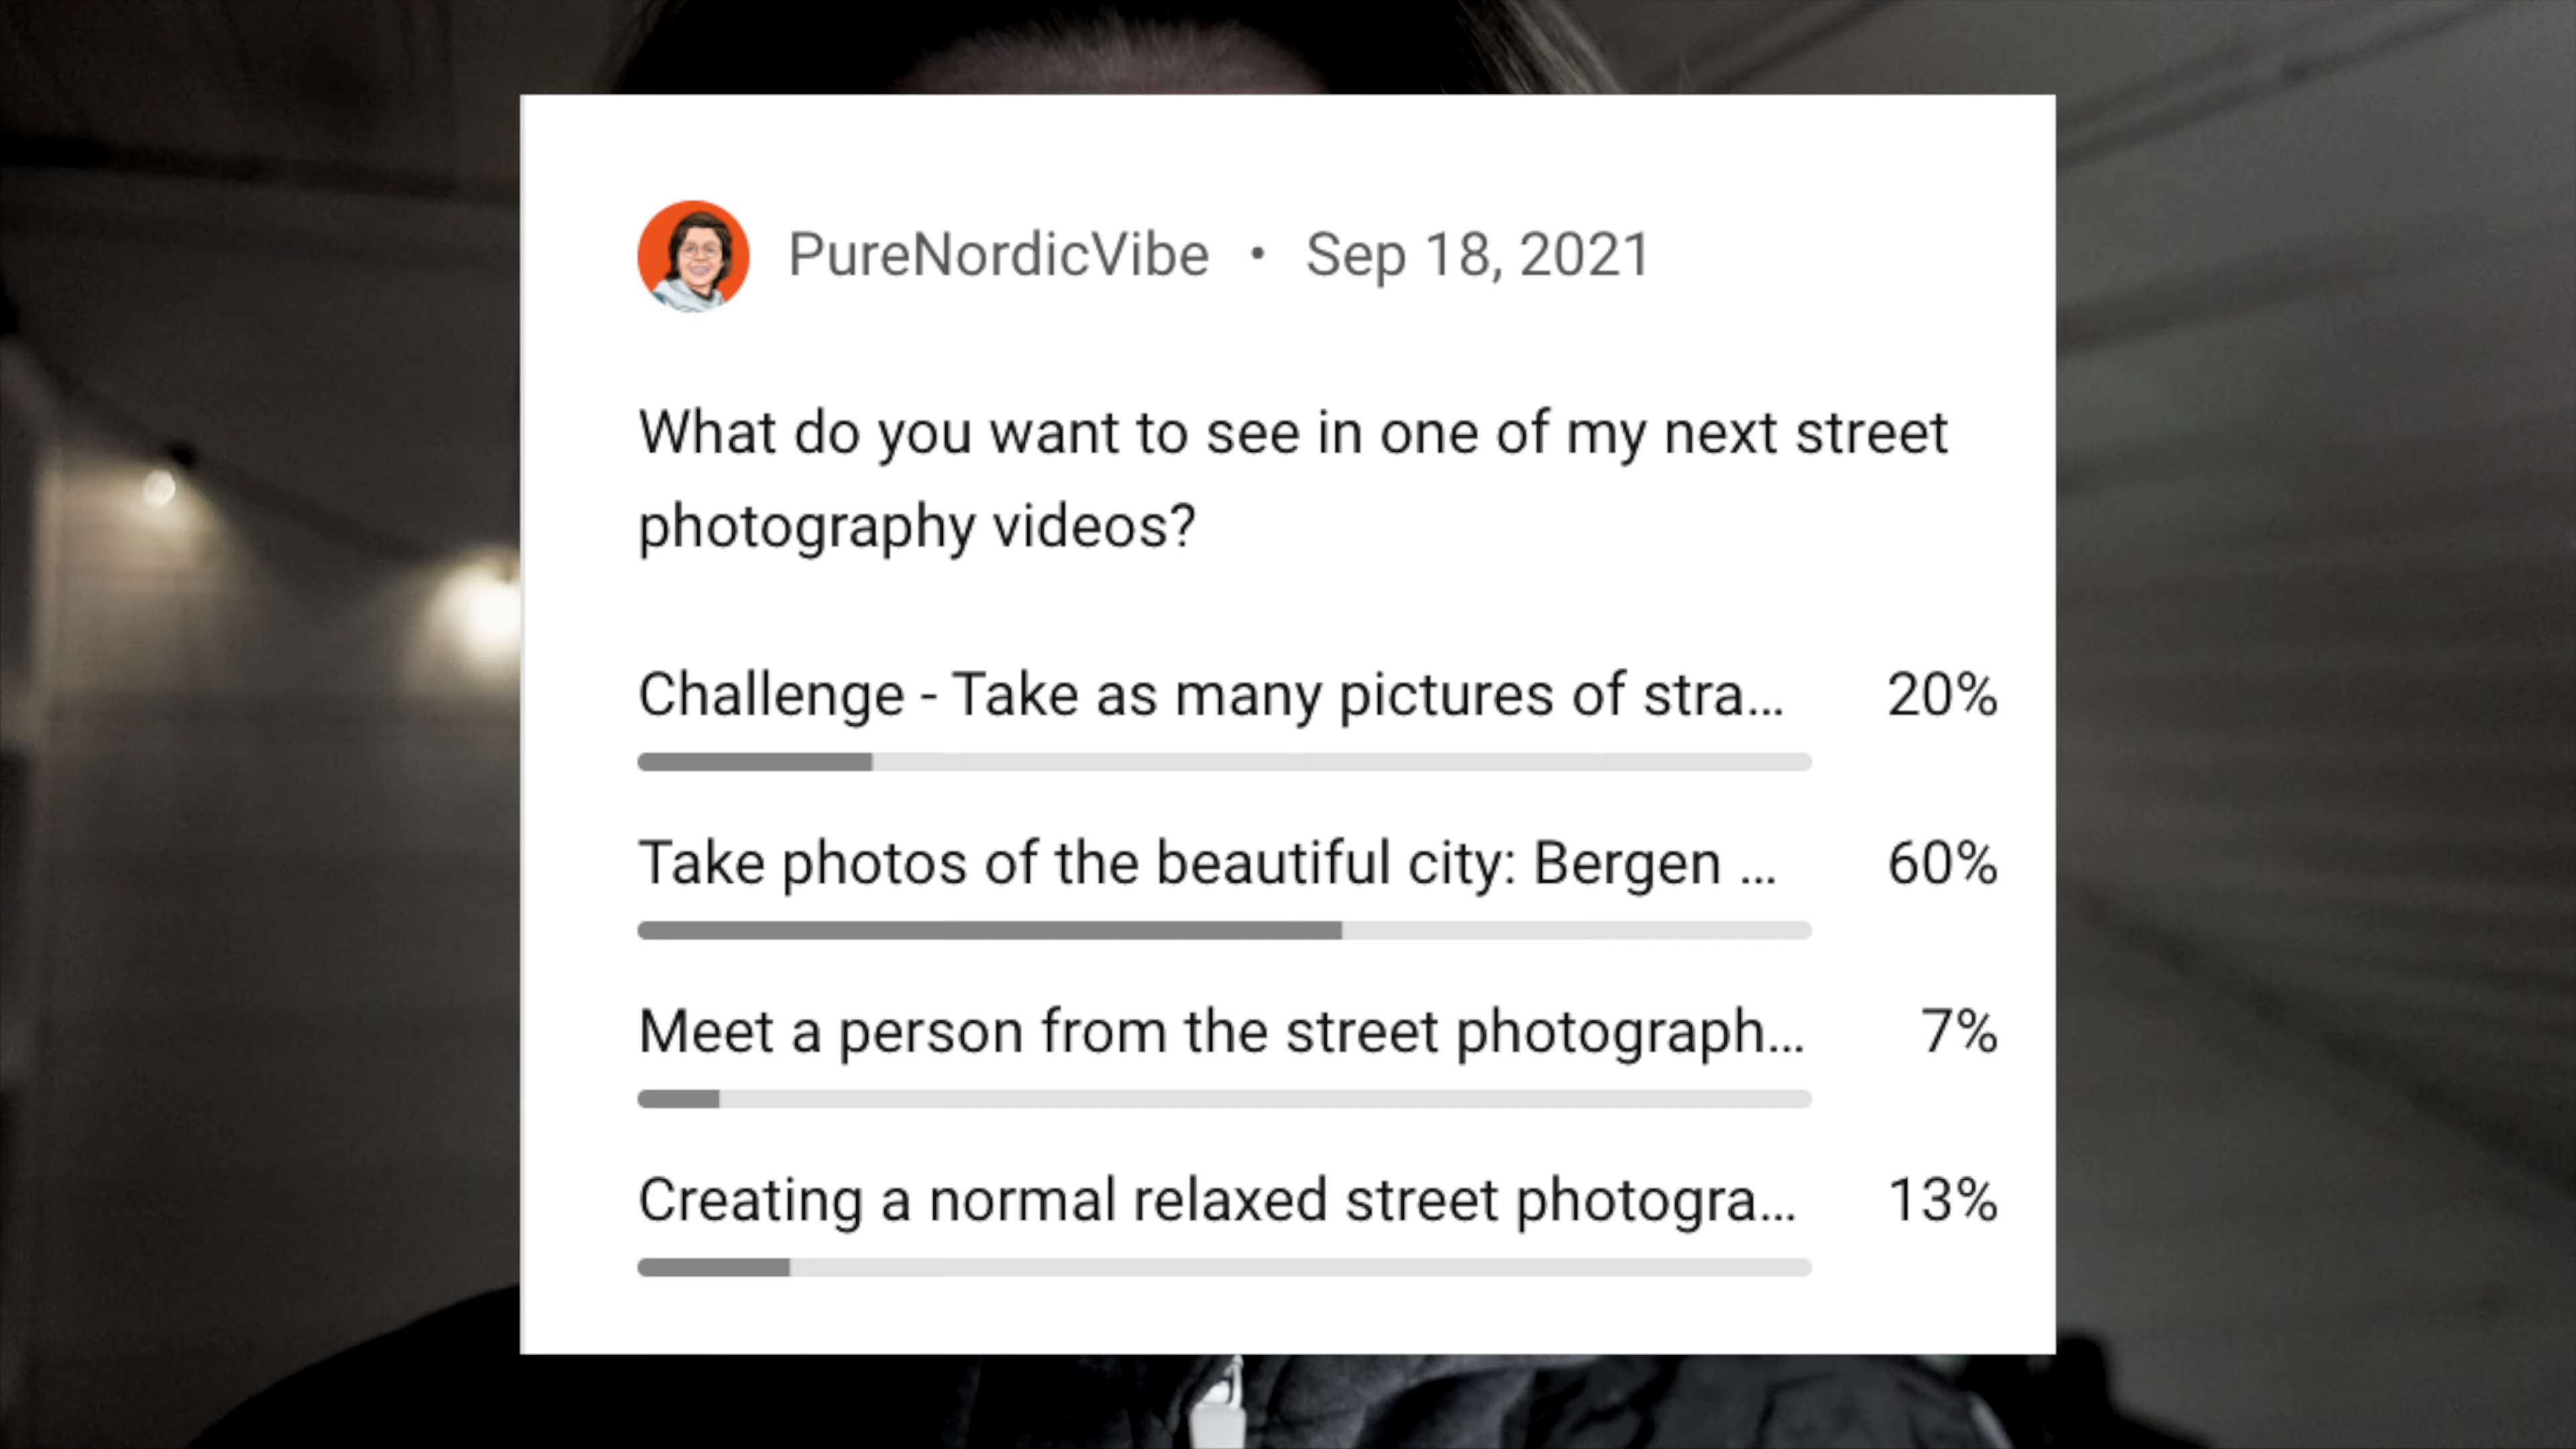 PureNordicVibe • Sep 18, 2021
What do you want to see in one of my next street
photography videos?
Challenge - Take as many pictures of stra... 20%
Take photos of the beautiful city: Bergen ... 60%
Meet a person from the street photograph... 7%
Creating a normal relaxed street photogra... 13%